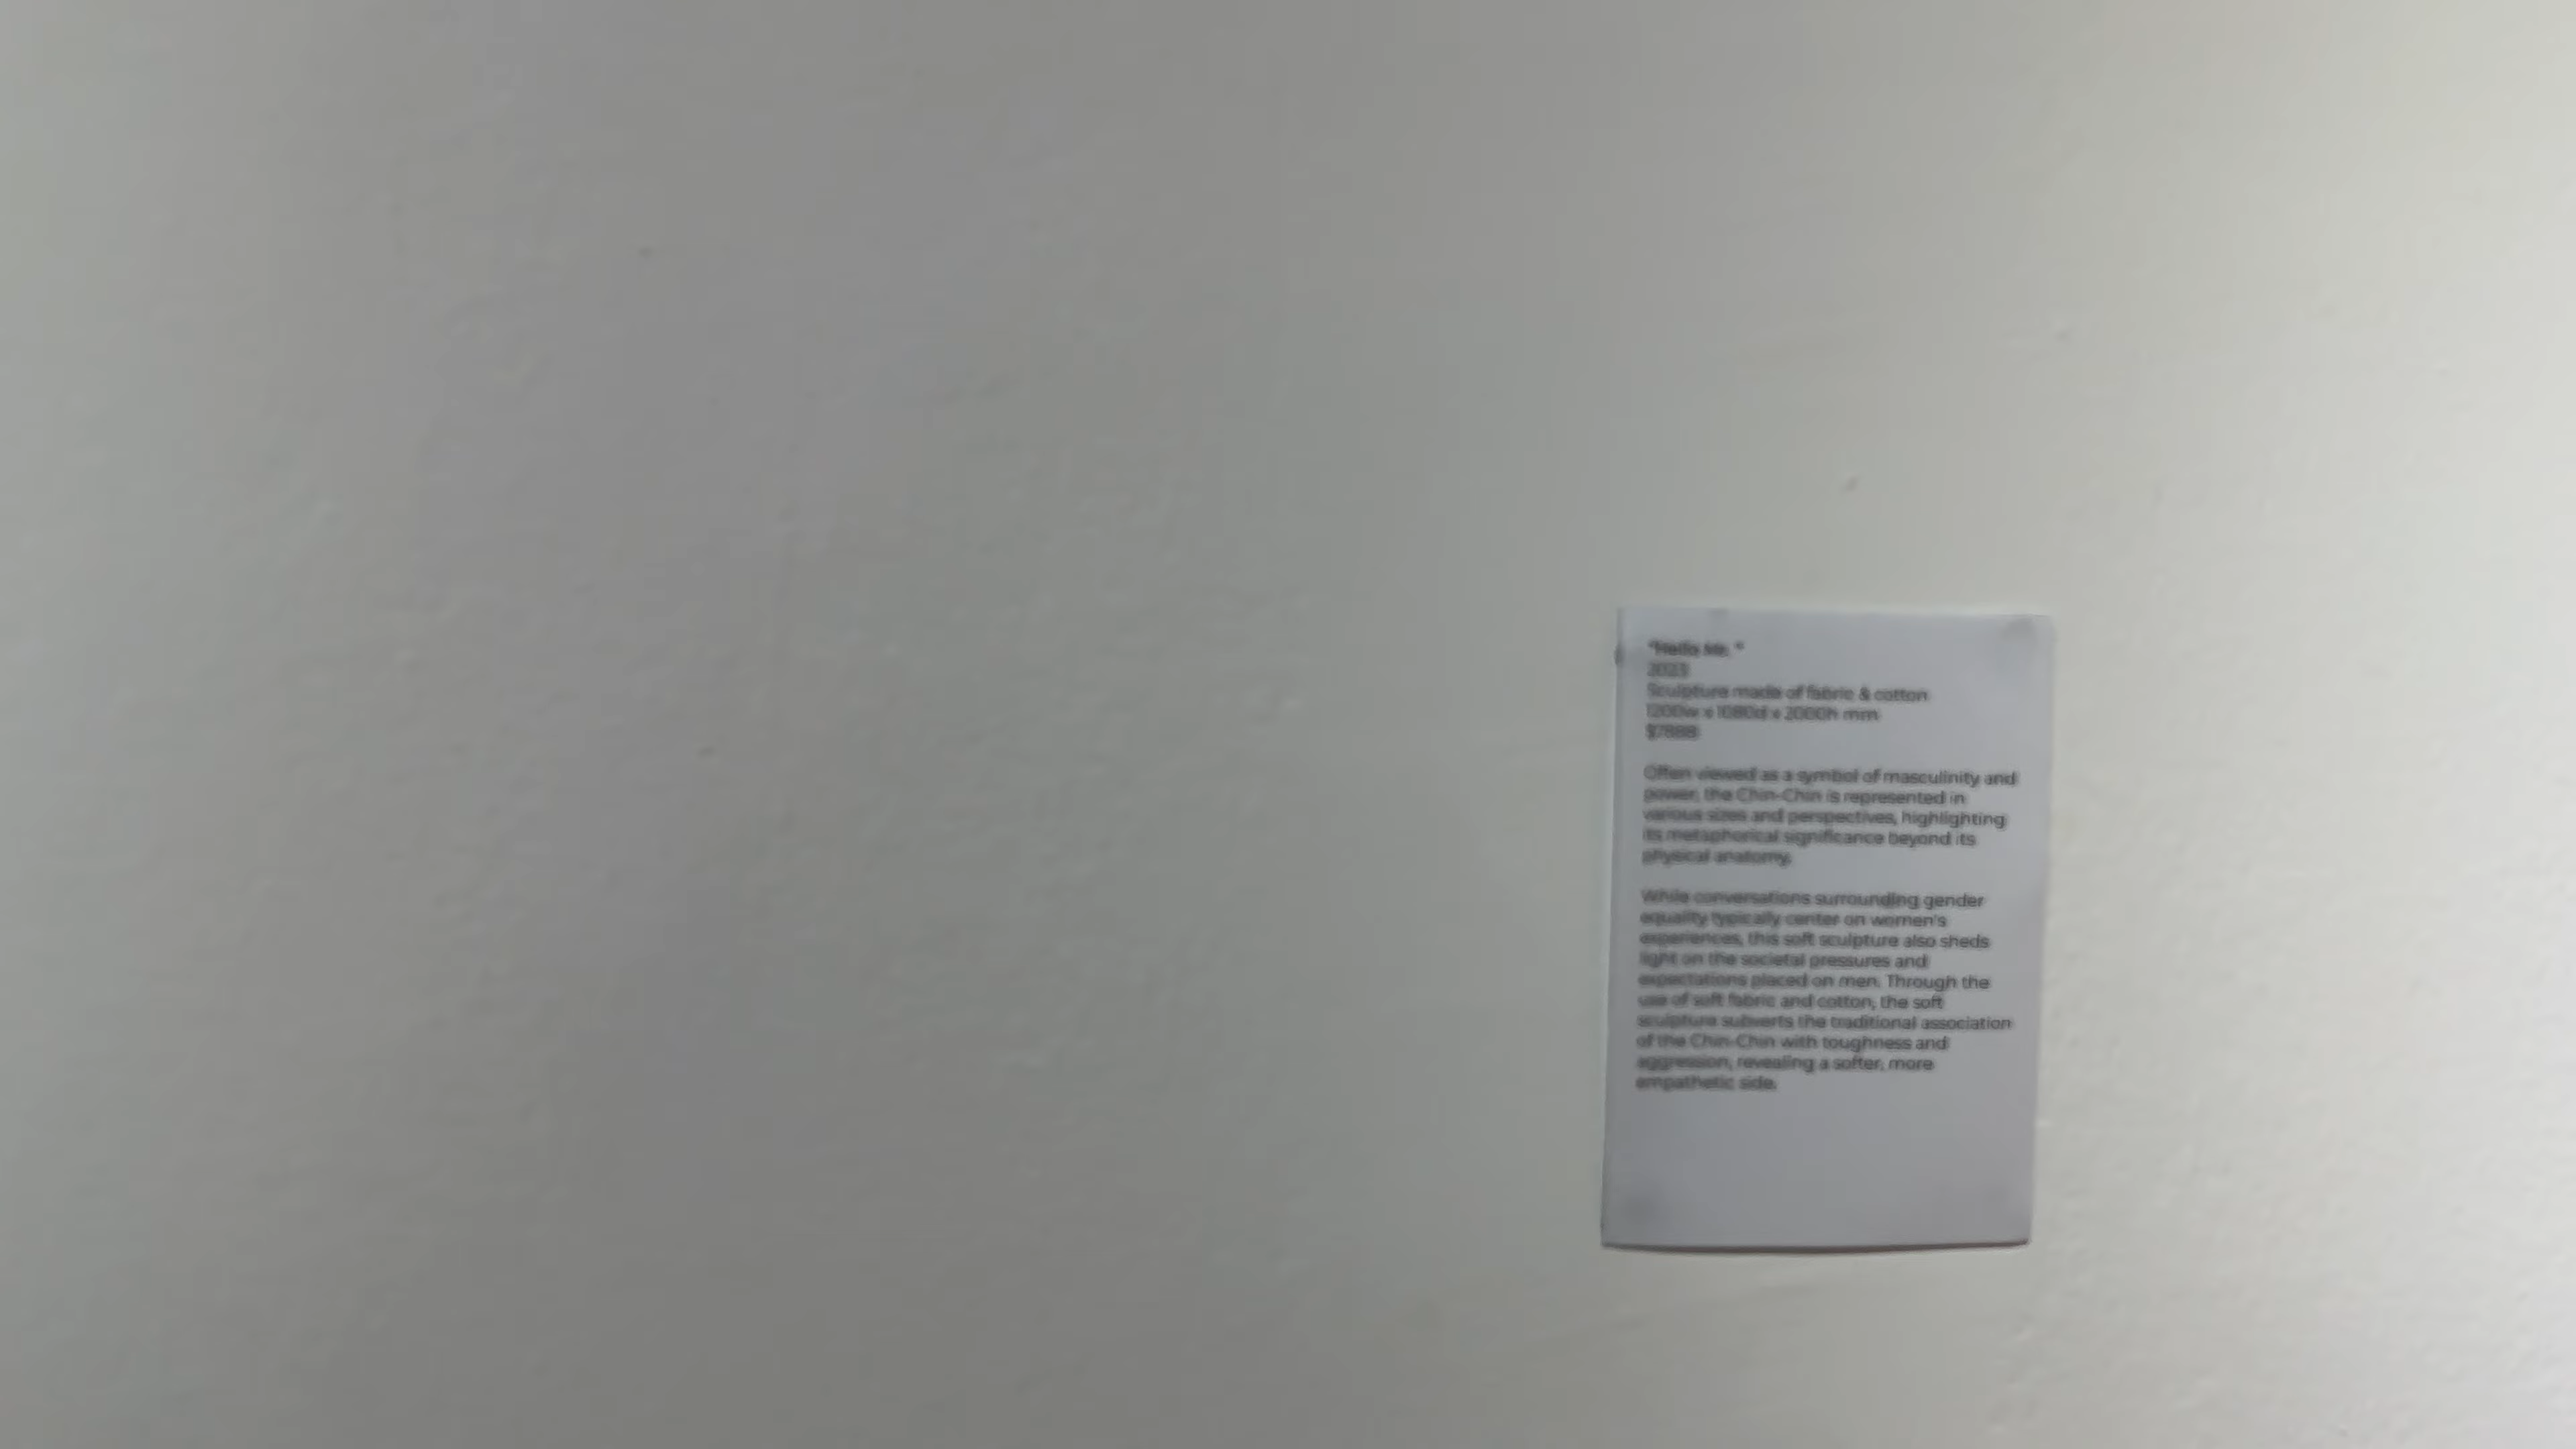 "Hello Me. "
2023
Sculpture made of fabric & cotton
1200w x 1080d x 2000h mm
Often viewed as a symbol of masculinity and
power, the Chin-Chin is represented in
various sizes and perspectives, highlighting
its metaphorical significance beyond its
physical anatomy.
While conversations surrounding gender
equality typically center on women's
experiences, this soft sculpture also sheds
light on the societal pressures and
expectations placed on men. Through the
use of soft fabric and cotton, the soft
sculpture subverts the traditional association
of the Chin-Chin with toughness and
aggression, revealing a softer, more
empathetic side.